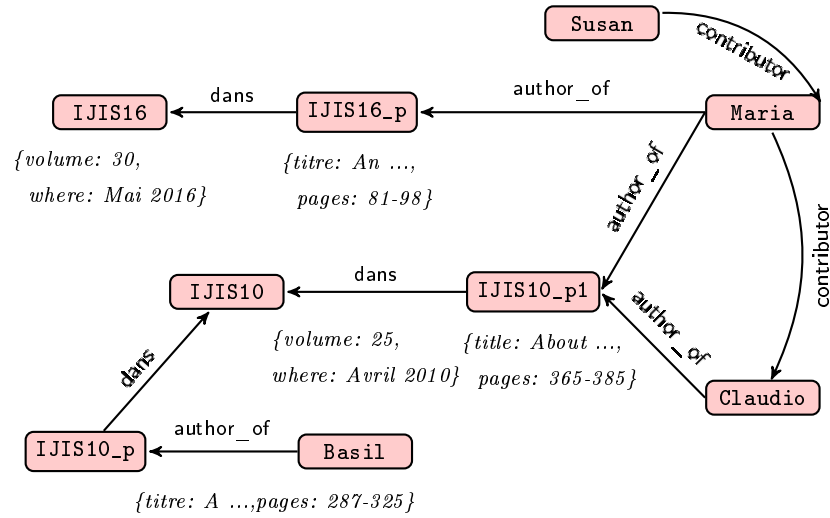 Susan
contributor
IJIS16
dans
IJIS16_p
author_of
Maria
{volume: 30,
where: Mai 2016}
{titre: An ...,
pages: 81-98}
author_of
contributor
IJIS10
dans
IJIS10_p1
author_of
{volume: 25,
where: Avril 2010}
{title: About ...,
pages: 365-385}
dans
Claudio
IJIS10_p
author_of
Basil
{titre: A ...,pages: 287-325}